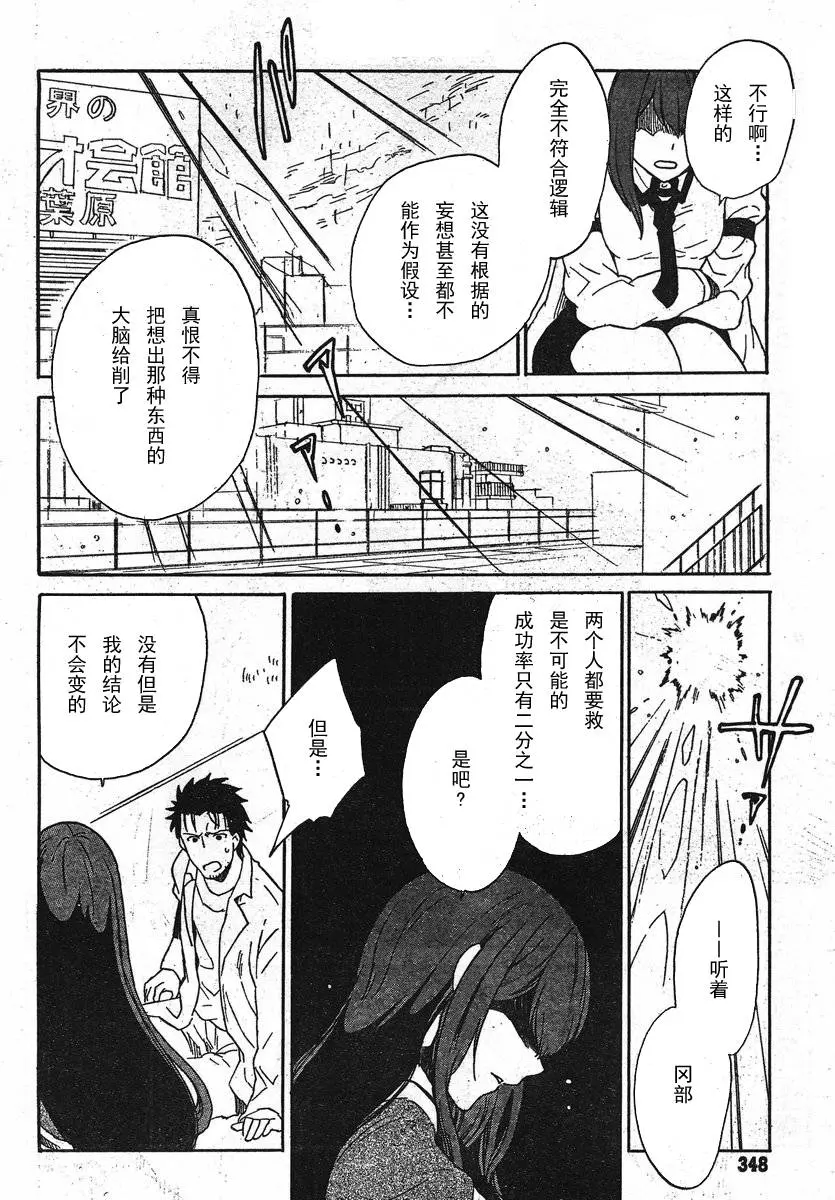 不行啊…
这样的
完全不符合逻辑
这没有根据的
妄想甚至都不
能作为假设…
界の
オ会館
葉原
真恨不得
把想出那种东西的
大脑给削了
——听着
冈部
两个人都要救
是不可能的
成功率只有二分之一…
是吧?
但是…
没有但是
我的结论
不会变的
348